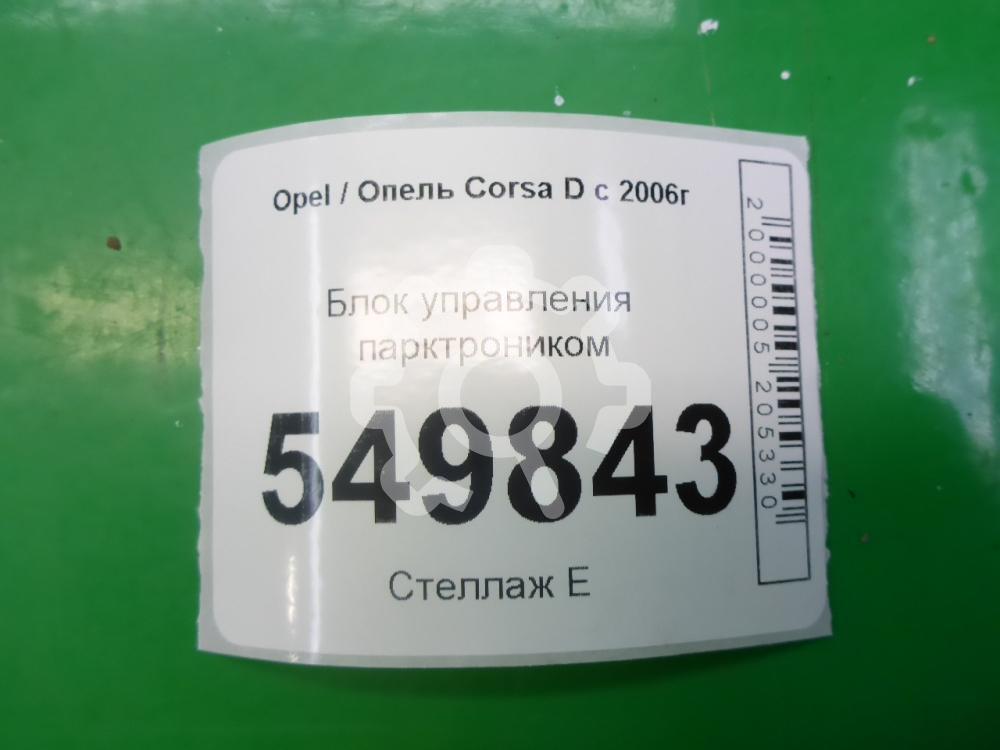 Opel / Опель Corsa D с 2006г
Блок управления
парктроником
549843
Стеллаж Е
2000005205330